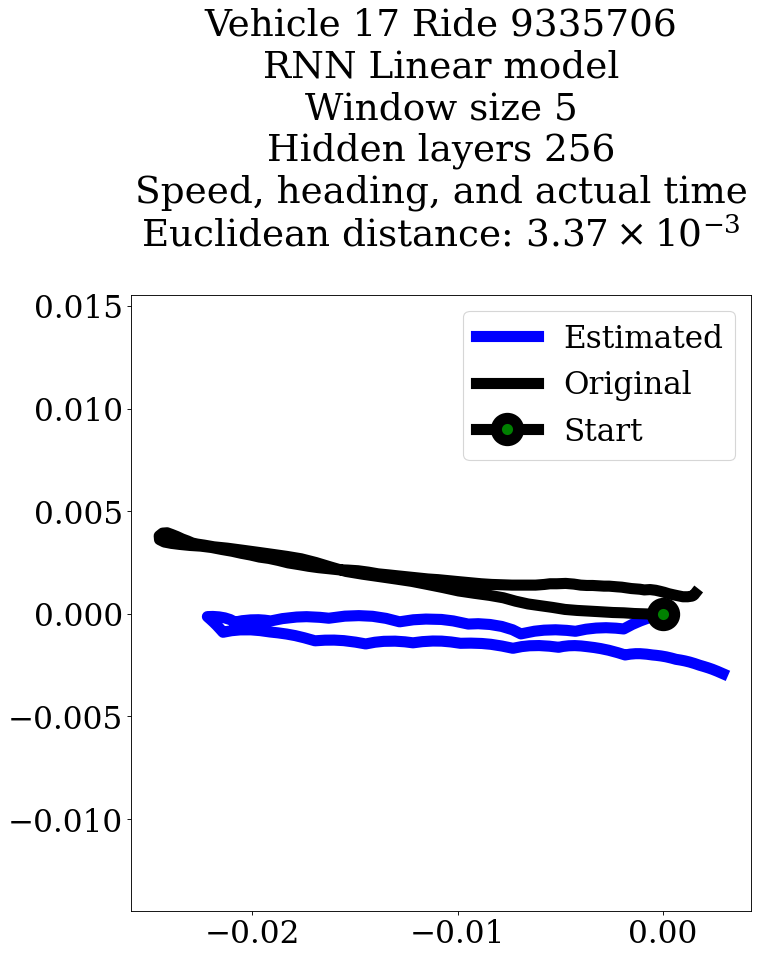 Vehicle 17 Ride 9335706
RNN Linear model
Window size 5
Hidden layers 256
Speed, heading, and actual time
Euclidean distance: 3.37 × 10⁻³
0.015
0.010
0.005
0.000
−0.005
−0.010
Estimated
Original
Start
−0.02
−0.01
0.00